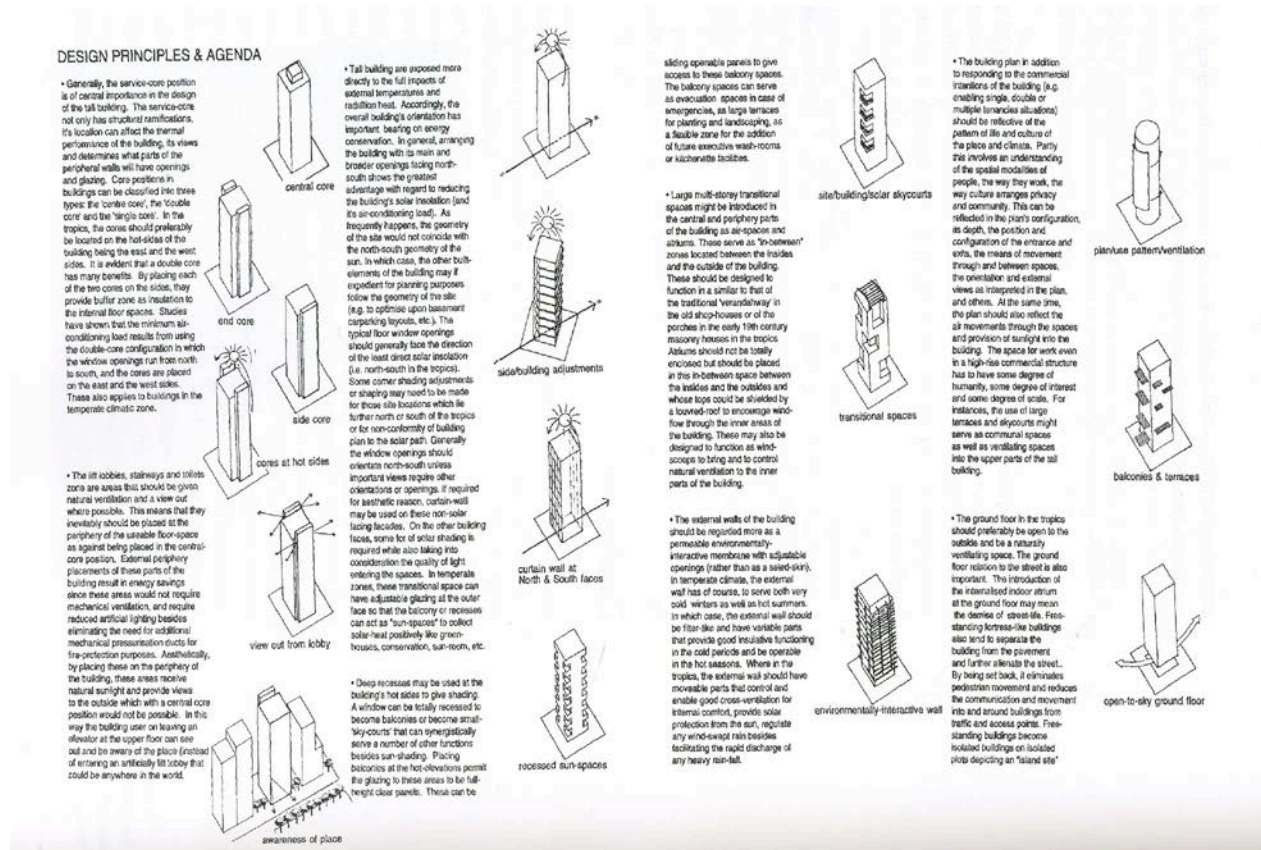 DESIGN PRINCIPLES & AGENDA
• Generally, the service-core position
is of central importance in the design
of the tall building. The service-core
not only has structural ramifications,
it's location can affect the thermal
performance of the building, its views
and determines what parts of the
peripheral walls will have openings
and glazing. Core positions in
buildings can be classified into three
types: the 'centre core', the 'double
core' and the 'single core'. In the
tropics, the cores should preferably
be located on the hot-sides of the
building being the east and the west
sides. It is evident that a double core
has many benefits. By placing each
of the two cores on the sides, they
provide buffer zone as insulation to
the internal floor spaces. Studies
have shown that the minimum air-
conditioning load results from using
the double-core configuration in which
the window openings run from north
to south, and the cores are placed
on the east and the west sides.
These also applies to buildings in the
temperate climatic zone.
• The lift lobbies, stairways and toilets
zone are areas that should be given
natural ventilation and a view out
where possible. This means that they
inevitably should be placed at the
periphery of the useable floor-space
as against being placed in the central-
core position. External periphery
placements of these parts of the
building result in energy savings
since these areas would not require
mechanical ventilation, and require
reduced artificial lighting besides
eliminating the need for additional
mechanical pressurisation ducts for
fire-protection purposes. Aesthetically,
by placing these on the periphery of
the building, these areas receive
natural sunlight and provide views
to the outside which with a central core
position would not be possible. In this
way the building user on leaving an
elevator at the upper floor can see
out and be aware of the place (instead
of entering an artificially lit lobby that
could be anywhere in the world.
central core
end core
side core
cores at hot sides
view out from lobby
awareness of place
• Tall building are exposed more
directly to the full impacts of
external temperatures and
radiation heat. Accordingly, the
overall building's orientation has
important bearing on energy
conservation. In general, arranging
the building with its main and
broader openings facing north-
south shows the greatest
advantage with regard to reducing
the building's solar insolation (and
it's air-conditioning load). As
frequently happens, the geometry
of the site would not coincide with
the north-south geometry of the
sun. In which case, the other built-
elements of the building may if
expedient for planning purposes
follow the geometry of the site
(e.g. to optimise upon basement
carparking layouts, etc.). The
typical floor window openings
should generally face the direction
of the least direct solar insolation
(i.e. north-south in the tropics).
Some corner shading adjustments
or shaping may need to be made
for those site locations which lie
further north or south of the tropics
or for non-conformity of building
plan to the solar path. Generally
the window openings should
orientate north-south unless
important views require other
orientations or openings. If required
for aesthetic reason, curtain-wall
may be used on these non-solar
facing facades. On the other building
faces, some for of solar shading is
required while also taking into
consideration the quality of light
entering the spaces. In temperate
zones, these transitional space can
have adjustable glazing at the outer
face so that the balcony or recesses
can act as "sun-spaces" to collect
solar-heat positively like green-
houses, conservation, sun-room, etc.
• Deep recesses may be used at the
building's hot sides to give shading.
A window can be totally recessed to
become balconies or become small-
'sky-courts' that can synergistically
serve a number of other functions
besides sun-shading. Placing
balconies at the hot-elevations permit
the glazing to these areas to be full-
height clear panels. These can be
side/building adjustments
curtain wall at
North & South faces
recessed sun-spaces
sliding openable panels to give
access to these balcony spaces.
The balcony spaces can serve
as evacuation spaces in case of
emergencies, as large terraces
for planting and landscaping, as
a flexible zone for the addition
of future executive wash-rooms
or kitchenette facilities.
• Large multi-storey transitional
spaces might be introduced in
the central and periphery parts
of the building as air-spaces and
atriums. These serve as "in-between"
zones located between the insides
and the outside of the building.
These should be designed to
function in a similar to that of
the traditional 'verandahway' in
the old shop-houses or of the
porches in the early 19th century
masonry houses in the tropics.
Atriums should not be totally
enclosed but should be placed
in this in-between space between
the insides and the outsides and
whose tops could be shielded by
a louvred-roof to encourage wind-
flow through the inner areas of
the building. These may also be
designed to function as wind-
scoops to bring and to control
natural ventilation to the inner
parts of the building.
• The external walls of the building
should be regarded more as a
permeable environmentally-
interactive membrane with adjustable
openings (rather than as a seled-skin).
In temperate climate, the external
wall has of course, to serve both very
cold winters as well as hot summers.
In which case, the external wall should
be filter-like and have variable parts
that provide good insulative functioning
in the cold periods and be operable
in the hot seasons. Where in the
tropics, the external wall should have
moveable parts that control and
enable good cross-ventilation for
internal comfort, provide solar
protection from the sun, regulate
any wind-swept rain besides
facilitating the rapid discharge of
any heavy rain-fall.
site/building/solar skycourts
transitional spaces
environmentally-interactive wall
• The building plan in addition
to responding to the commercial
intentions of the building (e.g.
enabling single, double or
multiple tenancies situations)
should be reflective of the
pattern of life and culture of
the place and climate. Partly
this involves an understanding
of the spatial modalities of
people, the way they work, the
way culture arranges privacy
and community. This can be
reflected in the plan's configuration,
its depth, the position and
configuration of the entrance and
exits, the means of movement
through and between spaces,
the orientation and external
views as interpreted in the plan,
and others. At the same time,
the plan should also reflect the
air movements through the spaces
and provision of sunlight into the
building. The space for work even
in a high-rise commercial structure
has to have some degree of
humanity, some degree of interest
and some degree of scale. For
instances, the use of large
terraces and skycourts might
serve as communal spaces
as well as ventilating spaces
into the upper parts of the tall
building.
• The ground floor in the tropics
should preferably be open to the
outside and be a naturally
ventilating space. The ground
floor relation to the street is also
important. The introduction of
the internalised indoor atrium
at the ground floor may mean
the demise of street-life. Free-
standing fortress-like buildings
also tend to separate the
building from the pavement
and further alienate the street..
By being set back, it eliminates
pedestrian movement and reduces
the communication and movement
into and around buildings from
traffic and access points. Free-
standing buildings become
isolated buildings on isolated
plots depicting an "island site"
plan/use pattern/ventilation
balconies & terraces
open-to-sky ground floor